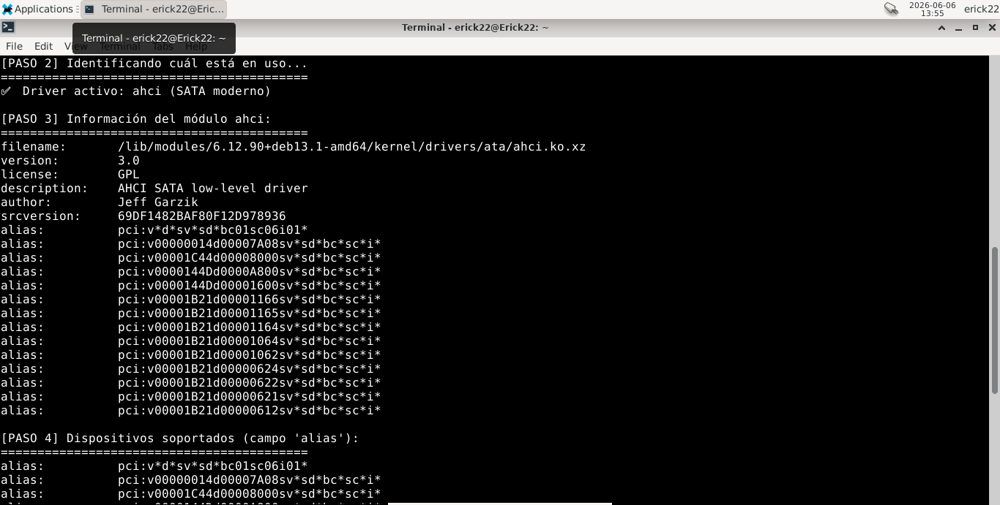 Applications
Terminal - erick22@Eric...
2026-06-06
13:55
erick22
Terminal - erick22@Erick22: ~
Terminal - erick22@Erick22: ~
File Edit View Terminal Tabs Help
[PASO 2] Identificando cuál está en uso...
==========================================
✅ Driver activo: ahci (SATA moderno)
[PASO 3] Información del módulo ahci:
==========================================
filename:       /lib/modules/6.12.90+deb13.1-amd64/kernel/drivers/ata/ahci.ko.xz
version:        3.0
license:        GPL
description:    AHCI SATA low-level driver
author:         Jeff Garzik
srcversion:     69DF1482BAF80F12D978936
alias:          pci:v*d*sv*sd*bc01sc06i01*
alias:          pci:v00000014d00007A08sv*sd*bc*sc*i*
alias:          pci:v00001C44d00008000sv*sd*bc*sc*i*
alias:          pci:v0000144Dd0000A800sv*sd*bc*sc*i*
alias:          pci:v0000144Dd00001600sv*sd*bc*sc*i*
alias:          pci:v00001B21d00001166sv*sd*bc*sc*i*
alias:          pci:v00001B21d00001165sv*sd*bc*sc*i*
alias:          pci:v00001B21d00001164sv*sd*bc*sc*i*
alias:          pci:v00001B21d00001064sv*sd*bc*sc*i*
alias:          pci:v00001B21d00001062sv*sd*bc*sc*i*
alias:          pci:v00001B21d00000624sv*sd*bc*sc*i*
alias:          pci:v00001B21d00000622sv*sd*bc*sc*i*
alias:          pci:v00001B21d00000621sv*sd*bc*sc*i*
alias:          pci:v00001B21d00000612sv*sd*bc*sc*i*
[PASO 4] Dispositivos soportados (campo 'alias'):
==========================================
alias:          pci:v*d*sv*sd*bc01sc06i01*
alias:          pci:v00000014d00007A08sv*sd*bc*sc*i*
alias:          pci:v00001C44d00008000sv*sd*bc*sc*i*